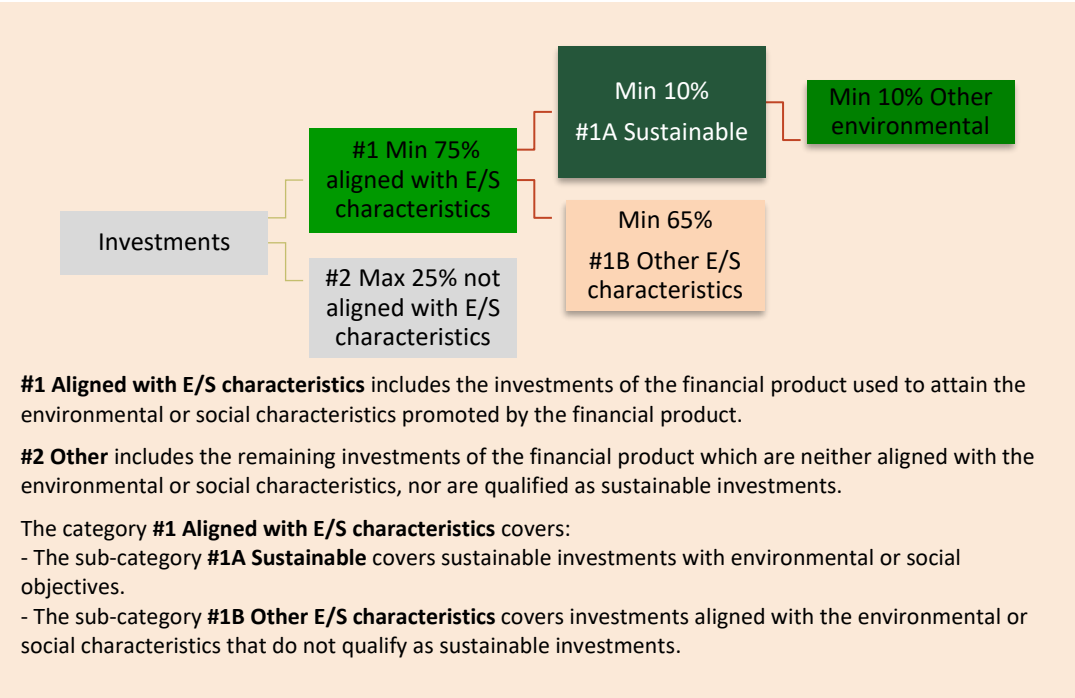 Min 10%
#1A Sustainable
Min 10% Other
environmental
#1 Min 75%
aligned with E/S
characteristics
Investments
Min 65%
#1B Other E/S
characteristics
#2 Max 25% not
aligned with E/S
characteristics
#1 Aligned with E/S characteristics includes the investments of the financial product used to attain the
environmental or social characteristics promoted by the financial product.
#2 Other includes the remaining investments of the financial product which are neither aligned with the
environmental or social characteristics, nor are qualified as sustainable investments.
The category #1 Aligned with E/S characteristics covers:
- The sub-category #1A Sustainable covers sustainable investments with environmental or social
objectives.
- The sub-category #1B Other E/S characteristics covers investments aligned with the environmental or
social characteristics that do not qualify as sustainable investments.